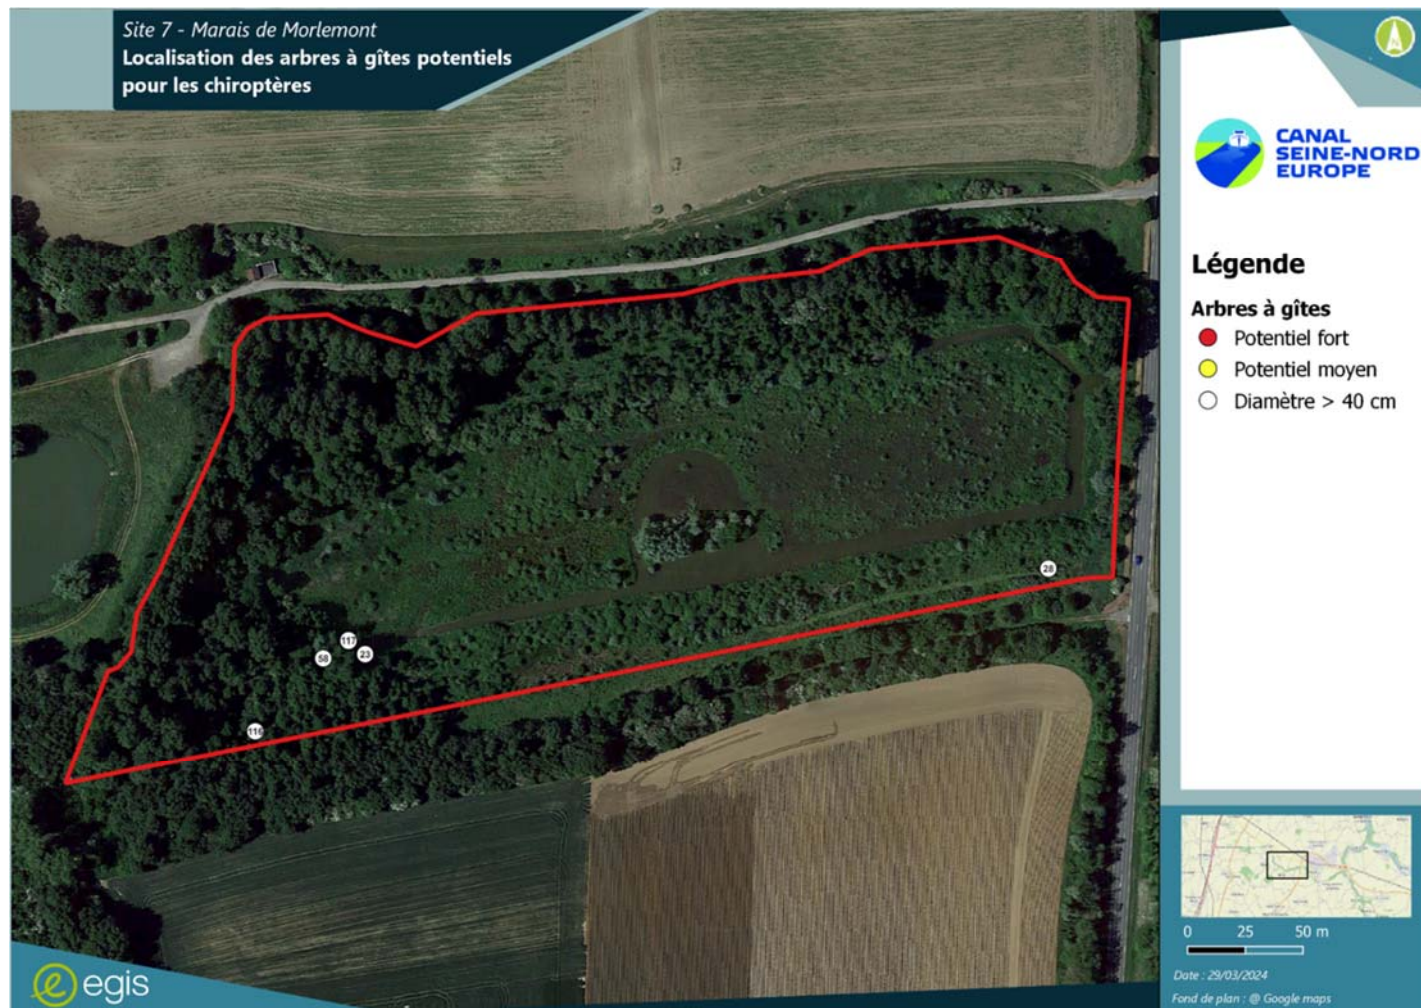 Site 7 - Marais de Morlemont
Localisation des arbres à gîtes potentiels
pour les chiroptères
N
CANAL
SEINE-NORD
EUROPE
Légende
Arbres à gîtes
Potentiel fort
Potentiel moyen
Diamètre > 40 cm
28
117
58
23
116
0 25 50 m
Date : 29/03/2024
Fond de plan : @ Google maps
egis